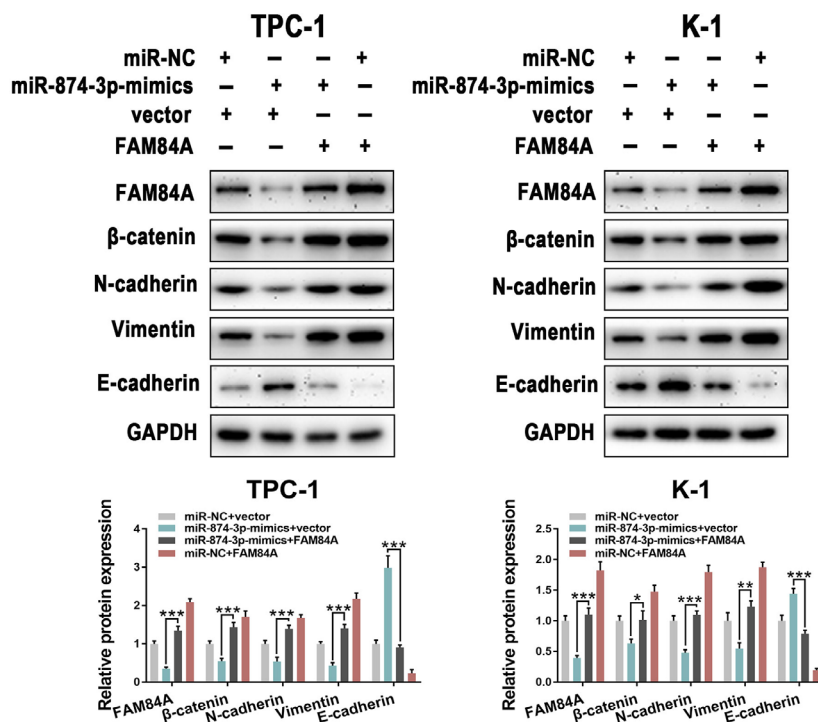 TPC-1
miR-NC + – – +
miR-874-3p-mimics – + + –
vector + + – –
FAM84A – – + +
FAM84A
β-catenin
N-cadherin
Vimentin
E-cadherin
GAPDH
K-1
miR-NC + – – +
miR-874-3p-mimics – + + –
vector + + – –
FAM84A – – + +
FAM84A
β-catenin
N-cadherin
Vimentin
E-cadherin
GAPDH
TPC-1
Relative protein expression
miR-NC+vector
miR-874-3p-mimics+vector
miR-874-3p-mimics+FAM84A
miR-NC+FAM84A
4
3
2
1
0
*** *** *** *** ***
FAM84A β-catenin N-cadherin Vimentin E-cadherin
K-1
Relative protein expression
miR-NC+vector
miR-874-3p-mimics+vector
miR-874-3p-mimics+FAM84A
miR-NC+FAM84A
2.5
2.0
1.5
1.0
0.5
0.0
*** * *** ** ***
FAM84A β-catenin N-cadherin Vimentin E-cadherin